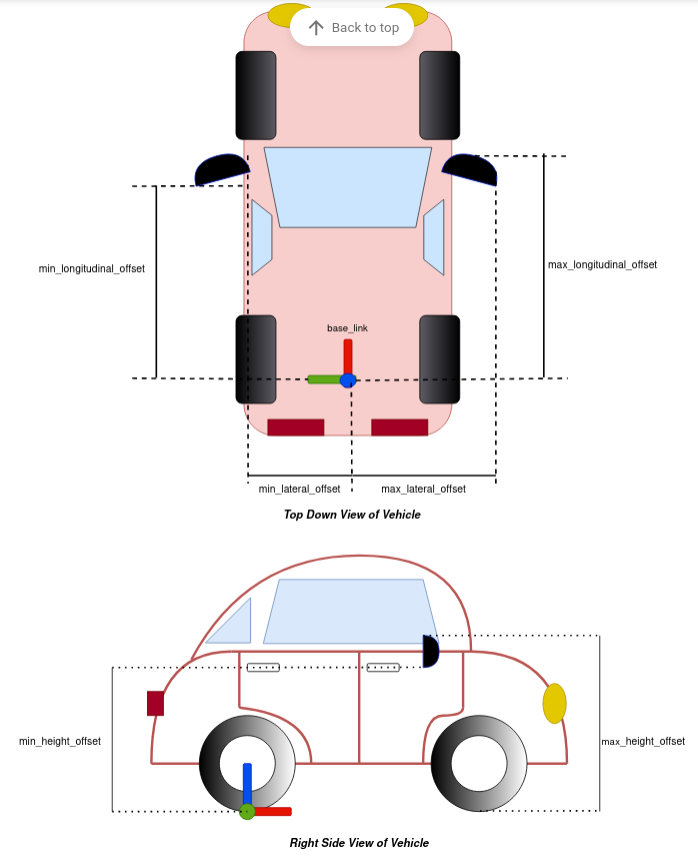 Back to top
min_longitudinal_offset
max_longitudinal_offset
base_link
min_lateral_offset
max_lateral_offset
Top Down View of Vehicle
min_height_offset
max_height_offset
Right Side View of Vehicle